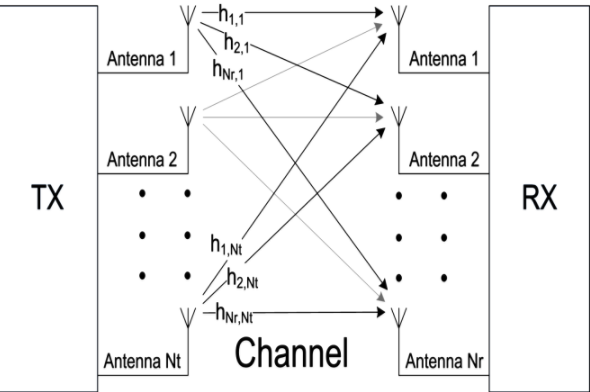 h1,1
Antenna 1
h2,1
Antenna 1
hNr,1
Antenna 2
Antenna 2
TX
RX
h1,Nt
h2,Nt
hNr,Nt
Antenna Nt
Channel
Antenna Nr